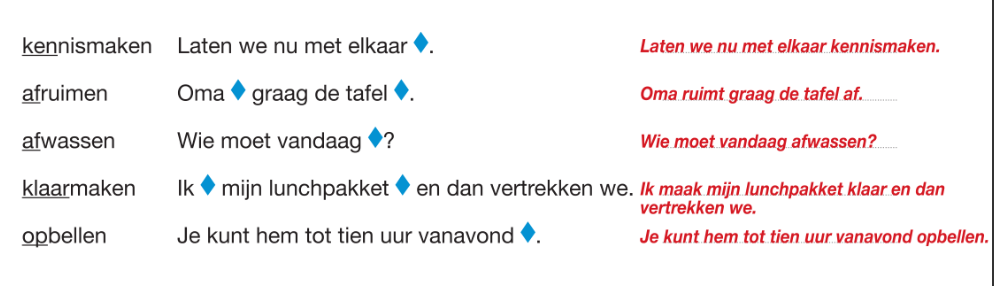 kennismaken Laten we nu met elkaar ♦. Laten we nu met elkaar kennismaken.
afruimen Oma ♦ graag de tafel ♦. Oma ruimt graag de tafel af.
afwassen Wie moet vandaag ♦? Wie moet vandaag afwassen?
klaarmaken Ik ♦ mijn lunchpakket ♦ en dan vertrekken we. Ik maak mijn lunchpakket klaar en dan
vertrekken we.
opbellen Je kunt hem tot tien uur vanavond ♦. Je kunt hem tot tien uur vanavond opbellen.